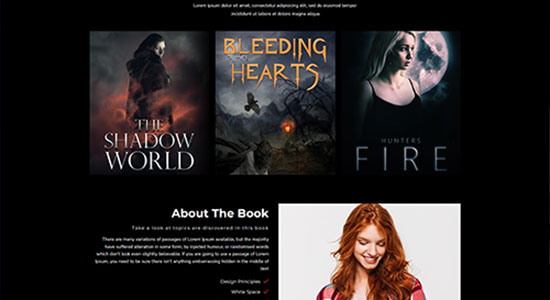 Lorem ipsum dolor sit amet, consectetur adipiscing elit, sed do eiusmod tempor
incididunt ut labore et dolore magna aliqua
THE
SHADOW
WORLD
BLEEDING
HEARTS
HUNTERS
FIRE
About The Book
Take a look at topics are discovered in this book
There are many variations of passages of Lorem Ipsum available, but the majority
have suffered alteration in some form, by injected humour, or randomised words
which don't look even slightly believable. If you are going to use a passage of Lorem
Ipsum, you need to be sure there isn't anything embarrassing hidden in the middle of
text
Design Principles
White Space